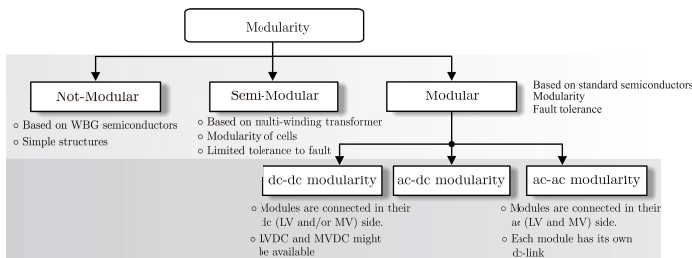 Modularity
Not-Modular
○ Based on WBG semiconductors
○ Simple structures
Semi-Modular
○ Based on multi-winding transformer
○ Modularity of cells
○ Limited tolerance to fault
Modular
Based on standard semiconductors
Modularity
Fault tolerance
dc-dc modularity
○ Modules are connected in their
dc (LV and/or MV) side.
○ LVDC and MVDC might
be available
ac-dc modularity
ac-ac modularity
○ Modules are connected in their
ac (LV and MV) side.
○ Each module has its own
dc-link